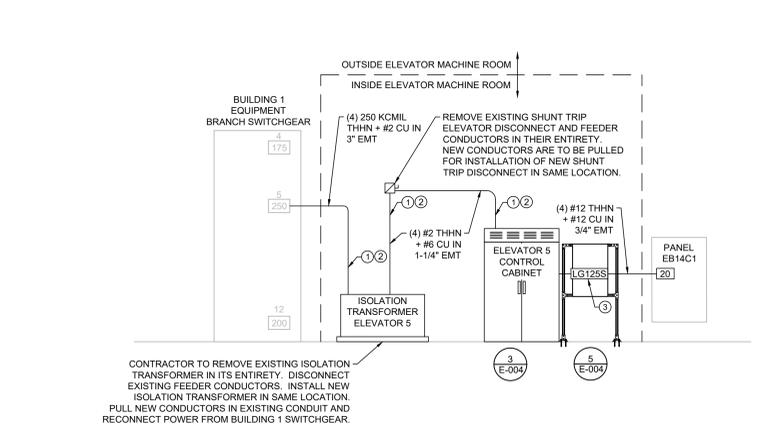 OUTSIDE ELEVATOR MACHINE ROOM
INSIDE ELEVATOR MACHINE ROOM
BUILDING 1
EQUIPMENT
BRANCH SWITCHGEAR
4
175
5
250
12
200
(4) 250 KCMIL
THHN + #2 CU IN
3" EMT
REMOVE EXISTING SHUNT TRIP
ELEVATOR DISCONNECT AND FEEDER
CONDUCTORS IN THEIR ENTIRETY.
NEW CONDUCTORS ARE TO BE PULLED
FOR INSTALLATION OF NEW SHUNT
TRIP DISCONNECT IN SAME LOCATION.
1 2
1 2
1 2
(4) #2 THHN
+ #6 CU IN
1-1/4" EMT
(4) #12 THHN
+ #12 CU IN
3/4" EMT
ELEVATOR 5
CONTROL
CABINET
LG125S
3
PANEL
EB14C1
20
ISOLATION
TRANSFORMER
ELEVATOR 5
3
E-004
5
E-004
CONTRACTOR TO REMOVE EXISTING ISOLATION
TRANSFORMER IN ITS ENTIRETY. DISCONNECT
EXISTING FEEDER CONDUCTORS. INSTALL NEW
ISOLATION TRANSFORMER IN SAME LOCATION.
PULL NEW CONDUCTORS IN EXISTING CONDUIT AND
RECONNECT POWER FROM BUILDING 1 SWITCHGEAR.